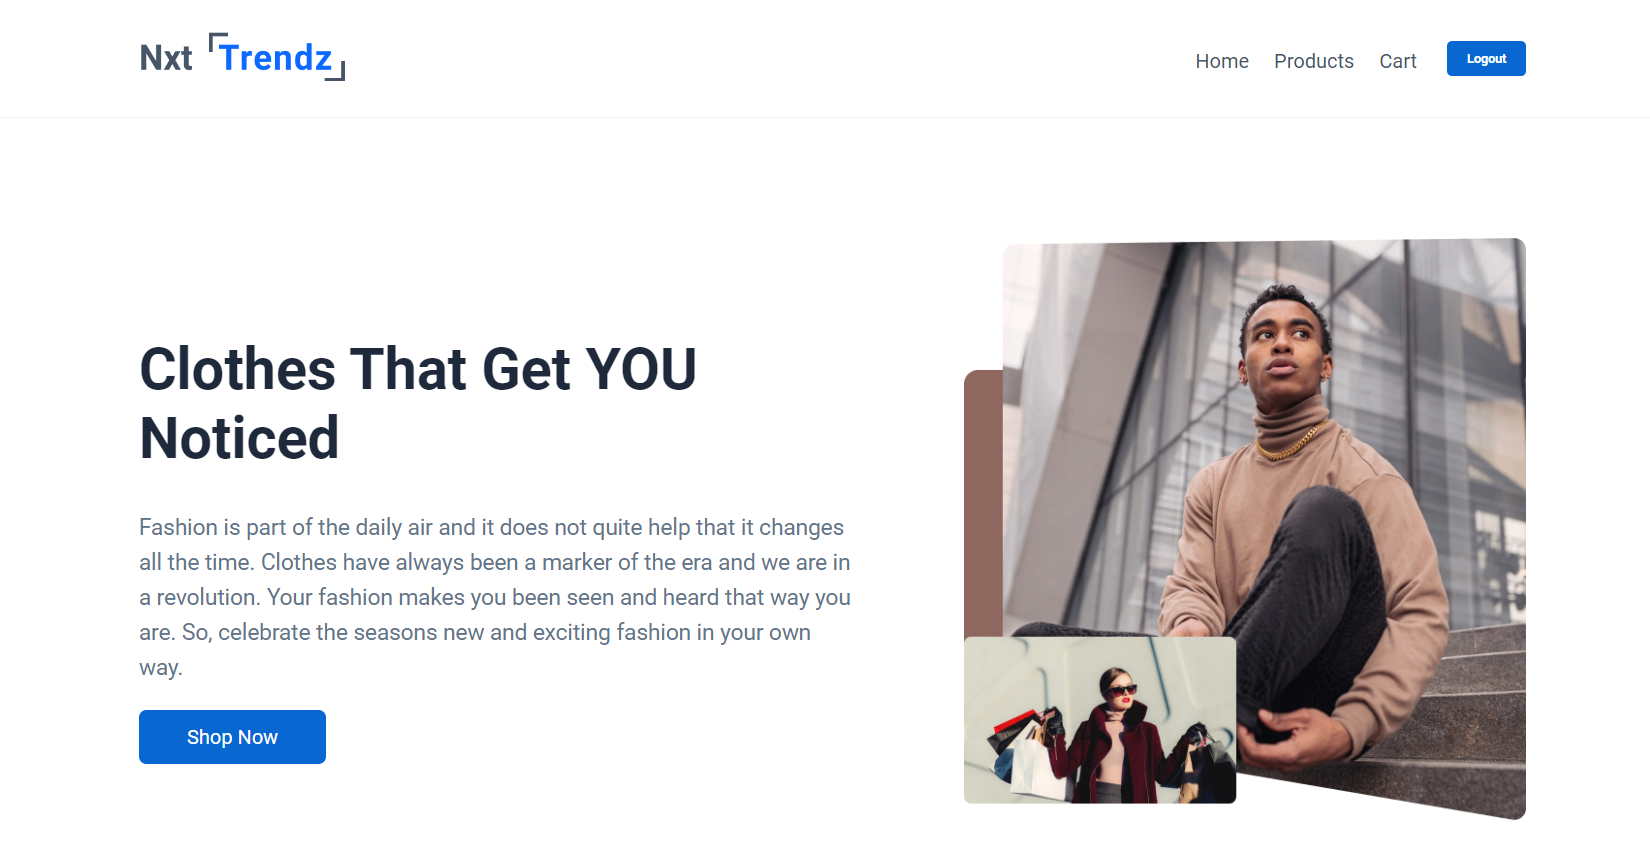 Nxt Trendz
Home Products Cart Logout
Clothes That Get YOU
Noticed
Fashion is part of the daily air and it does not quite help that it changes
all the time. Clothes have always been a marker of the era and we are in
a revolution. Your fashion makes you been seen and heard that way you
are. So, celebrate the seasons new and exciting fashion in your own
way.
Shop Now